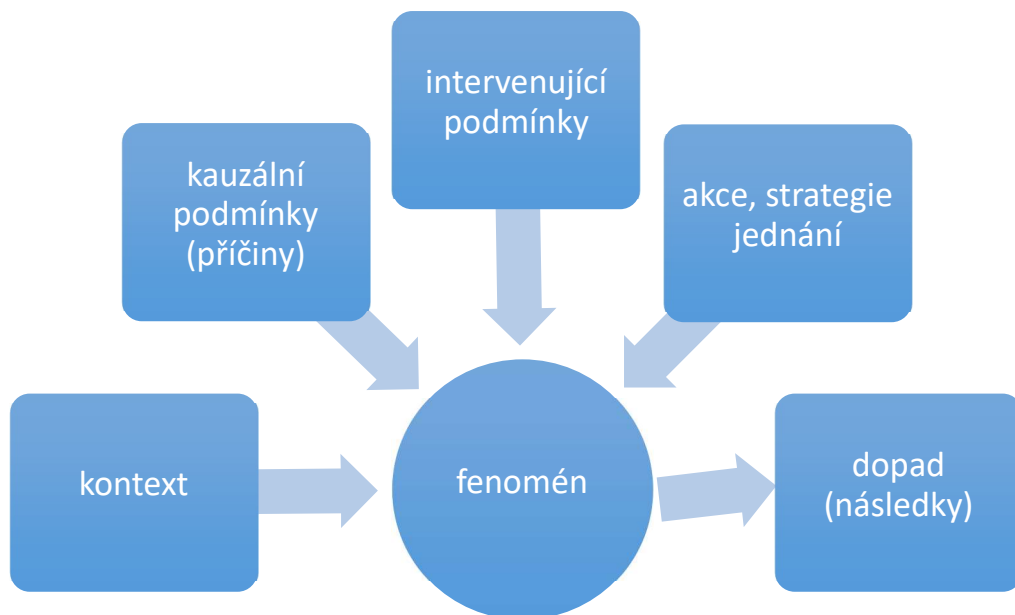 intervenující
podmínky
kauzální
podmínky
(příčiny)
akce, strategie
jednání
kontext
fenomén
dopad
(následky)